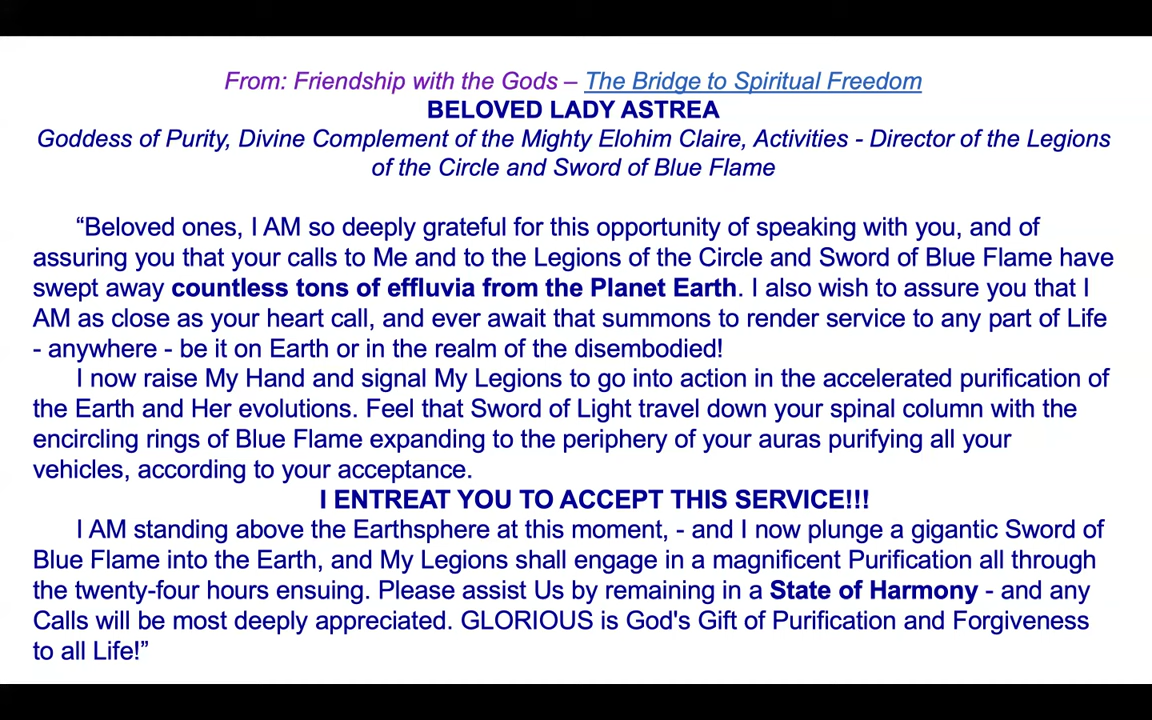 From: Friendship with the Gods – The Bridge to Spiritual Freedom
BELOVED LADY ASTREA
Goddess of Purity, Divine Complement of the Mighty Elohim Claire, Activities - Director of the Legions
of the Circle and Sword of Blue Flame
“Beloved ones, I AM so deeply grateful for this opportunity of speaking with you, and of
assuring you that your calls to Me and to the Legions of the Circle and Sword of Blue Flame have
swept away countless tons of effluvia from the Planet Earth. I also wish to assure you that I
AM as close as your heart call, and ever await that summons to render service to any part of Life
- anywhere - be it on Earth or in the realm of the disembodied!
I now raise My Hand and signal My Legions to go into action in the accelerated purification of
the Earth and Her evolutions. Feel that Sword of Light travel down your spinal column with the
encircling rings of Blue Flame expanding to the periphery of your auras purifying all your
vehicles, according to your acceptance.
I ENTREAT YOU TO ACCEPT THIS SERVICE!!!
I AM standing above the Earthsphere at this moment, - and I now plunge a gigantic Sword of
Blue Flame into the Earth, and My Legions shall engage in a magnificent Purification all through
the twenty-four hours ensuing. Please assist Us by remaining in a State of Harmony - and any
Calls will be most deeply appreciated. GLORIOUS is God's Gift of Purification and Forgiveness
to all Life!”